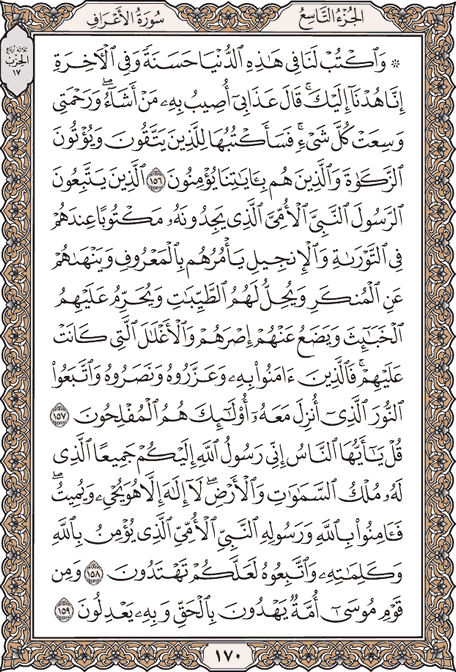 الجزء التاسع
سورة الأعراف
ثلاثة أرباع
الحزب
١٧
۞ وَٱكْتُبْ لَنَا فِى هَٰذِهِ ٱلدُّنْيَا حَسَنَةً وَفِى ٱلْءَاخِرَةِ
إِنَّا هُدْنَآ إِلَيْكَ ۚ قَالَ عَذَابِىٓ أُصِيبُ بِهِۦ مَنْ أَشَآءُ ۖ وَرَحْمَتِى
وَسِعَتْ كُلَّ شَىْءٍ ۚ فَسَأَكْتُبُهَا لِلَّذِينَ يَتَّقُونَ وَيُؤْتُونَ
ٱلزَّكَوٰةَ وَٱلَّذِينَ هُم بِـَٔايَٰتِنَا يُؤْمِنُونَ ١٥٦ ٱلَّذِينَ يَتَّبِعُونَ
ٱلرَّسُولَ ٱلنَّبِىَّ ٱلْأُمِّىَّ ٱلَّذِى يَجِدُونَهُۥ مَكْتُوبًا عِندَهُمْ
فِى ٱلتَّوْرَىٰةِ وَٱلْإِنجِيلِ يَأْمُرُهُم بِٱلْمَعْرُوفِ وَيَنْهَىٰهُمْ
عَنِ ٱلْمُنكَرِ وَيُحِلُّ لَهُمُ ٱلطَّيِّبَٰتِ وَيُحَرِّمُ عَلَيْهِمُ
ٱلْخَبَٰٓئِثَ وَيَضَعُ عَنْهُمْ إِصْرَهُمْ وَٱلْأَغْلَٰلَ ٱلَّتِى كَانَتْ
عَلَيْهِمْ ۚ فَٱلَّذِينَ ءَامَنُوا۟ بِهِۦ وَعَزَّرُوهُ وَنَصَرُوهُ وَٱتَّبَعُوا۟
ٱلنُّورَ ٱلَّذِىٓ أُنزِلَ مَعَهُۥٓ ۙ أُو۟لَٰٓئِكَ هُمُ ٱلْمُفْلِحُونَ ١٥٧
قُلْ يَٰٓأَيُّهَا ٱلنَّاسُ إِنِّى رَسُولُ ٱللَّهِ إِلَيْكُمْ جَمِيعًا ٱلَّذِى
لَهُۥ مُلْكُ ٱلسَّمَٰوَٰتِ وَٱلْأَرْضِ ۖ لَآ إِلَٰهَ إِلَّا هُوَ يُحْىِۦ وَيُمِيتُ ۖ
فَـَٔامِنُوا۟ بِٱللَّهِ وَرَسُولِهِ ٱلنَّبِىِّ ٱلْأُمِّىِّ ٱلَّذِى يُؤْمِنُ بِٱللَّهِ
وَكَلِمَٰتِهِۦ وَٱتَّبِعُوهُ لَعَلَّكُمْ تَهْتَدُونَ ١٥٨ وَمِن
قَوْمِ مُوسَىٰٓ أُمَّةٌ يَهْدُونَ بِٱلْحَقِّ وَبِهِۦ يَعْدِلُونَ ١٥٩
١٧٠